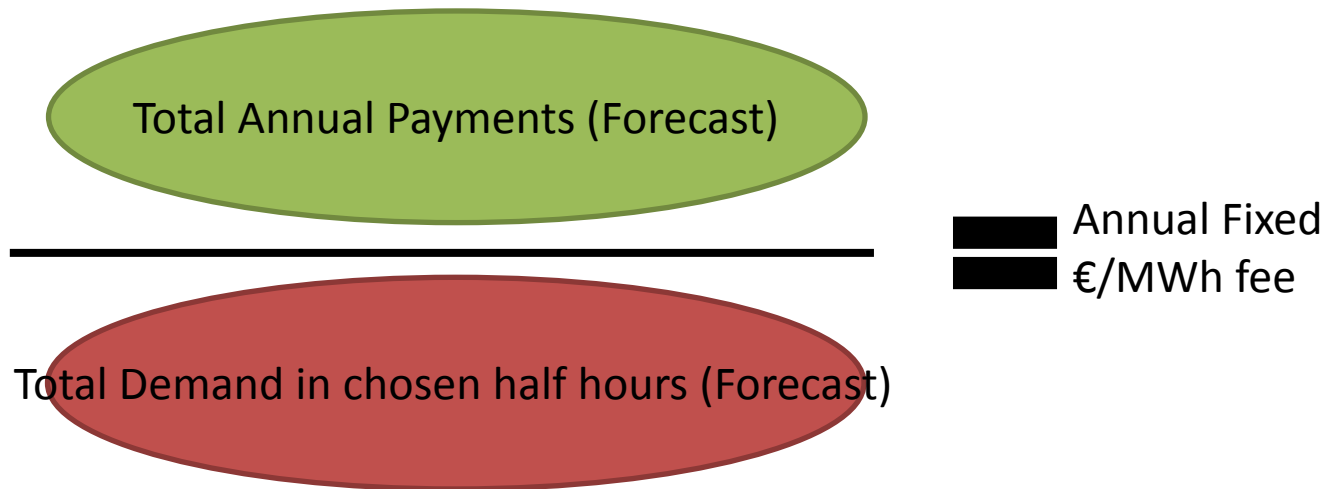 Total Annual Payments (Forecast)
Total Demand in chosen half hours (Forecast)
Annual Fixed
€/MWh fee